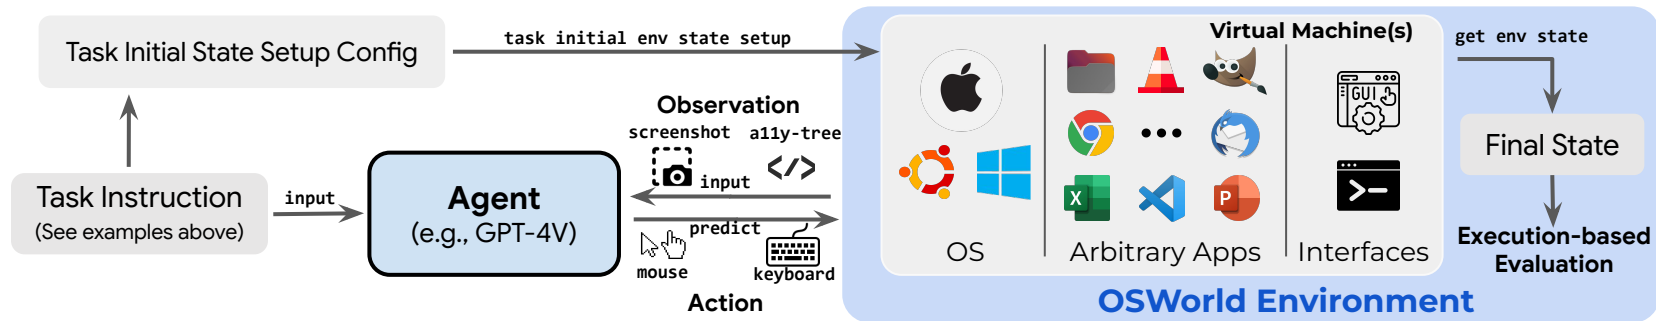 Task Initial State Setup Config
task initial env state setup
Virtual Machine(s)
get env state
Observation
screenshot a11y-tree
</>
GUI
Final State
Task Instruction
(See examples above)
input
Agent
(e.g., GPT-4V)
input
predict
mouse
keyboard
Action
X
P
>-
OS
Arbitrary Apps
Interfaces
Execution-based
Evaluation
OSWorld Environment